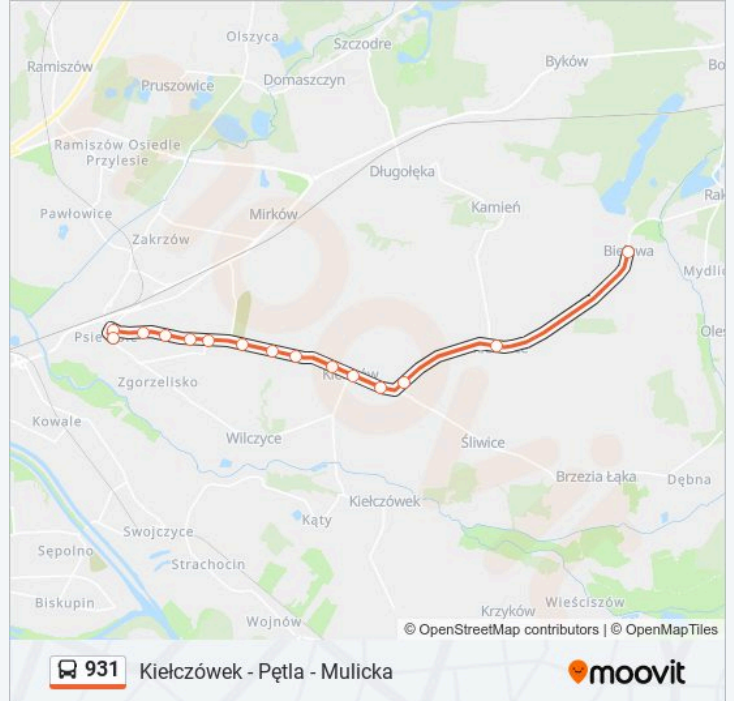 Olszyca
Szczodre
Ramiszów
Byków
Bo
Domaszczyn
Pruszowice
Ramiszów Osiedle
Przylesie
Długołęka
Rak
Pawłowice
Mirków
Kamień
Zakrzów
Mydlic
Oleś
Zgorzelisko
Kowale
Wilczyce
Śliwice
Brzezia Łąka
Dębna
Kiełczówek
Kąty
Swojczyce
Sępolno
Strachocin
Biskupin
Wieściszów
Krzyków
Wojnów
© OpenStreetMap contributors | © OpenMapTiles
931 Kiełczówek - Pętla - Mulicka
moovit